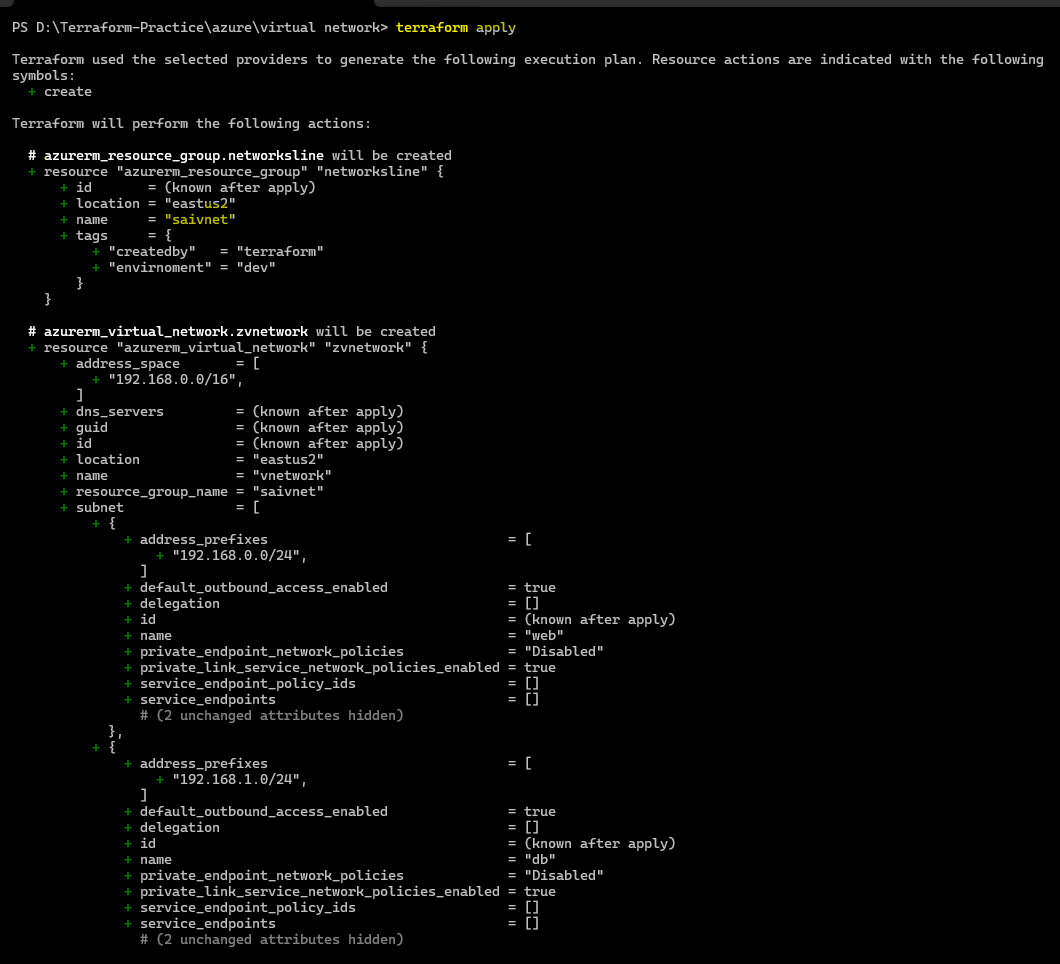 PS D:\Terraform-Practice\azure\virtual network> terraform apply
Terraform used the selected providers to generate the following execution plan. Resource actions are indicated with the following
symbols:
  + create
Terraform will perform the following actions:
  # azurerm_resource_group.networksline will be created
  + resource "azurerm_resource_group" "networksline" {
      + id       = (known after apply)
      + location = "eastus2"
      + name     = "saivnet"
      + tags     = {
          + "createdby"   = "terraform"
          + "envirnoment" = "dev"
        }
    }
  # azurerm_virtual_network.zvnetwork will be created
  + resource "azurerm_virtual_network" "zvnetwork" {
      + address_space       = [
          + "192.168.0.0/16",
        ]
      + dns_servers         = (known after apply)
      + guid                = (known after apply)
      + id                  = (known after apply)
      + location            = "eastus2"
      + name                = "vnetwork"
      + resource_group_name = "saivnet"
      + subnet              = [
          + {
              + address_prefixes                              = [
                  + "192.168.0.0/24",
                ]
              + default_outbound_access_enabled               = true
              + delegation                                    = []
              + id                                            = (known after apply)
              + name                                          = "web"
              + private_endpoint_network_policies             = "Disabled"
              + private_link_service_network_policies_enabled = true
              + service_endpoint_policy_ids                   = []
              + service_endpoints                             = []
                # (2 unchanged attributes hidden)
            },
          + {
              + address_prefixes                              = [
                  + "192.168.1.0/24",
                ]
              + default_outbound_access_enabled               = true
              + delegation                                    = []
              + id                                            = (known after apply)
              + name                                          = "db"
              + private_endpoint_network_policies             = "Disabled"
              + private_link_service_network_policies_enabled = true
              + service_endpoint_policy_ids                   = []
              + service_endpoints                             = []
                # (2 unchanged attributes hidden)